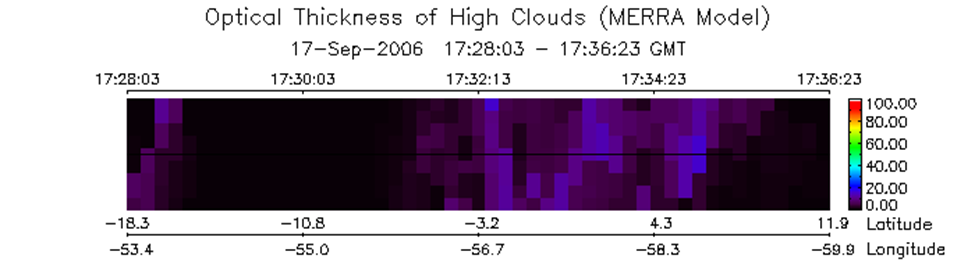 Optical Thickness of High Clouds (MERRA Model)
17-Sep-2006 17:28:03 - 17:36:23 GMT
17:28:03 17:30:03 17:32:13 17:34:23 17:36:23
100.00
80.00
60.00
40.00
20.00
0.00
-18.3 -10.8 -3.2 4.3 11.9 Latitude
-53.4 -55.0 -56.7 -58.3 -59.9 Longitude